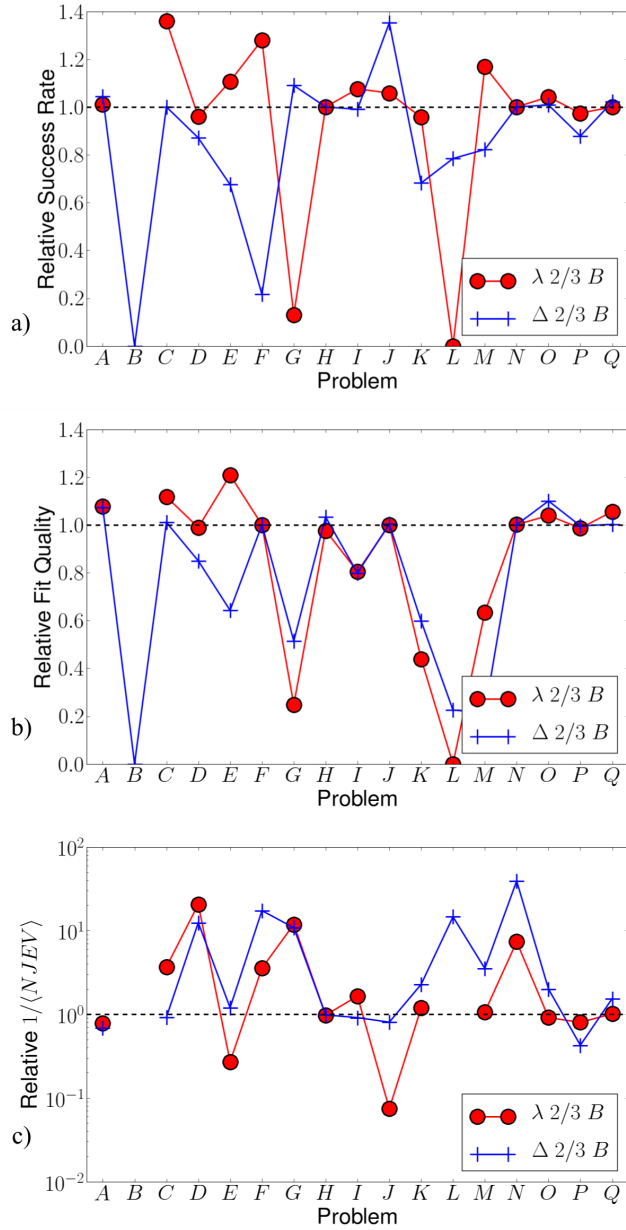 a)
Relative Success Rate
1.4
1.2
1.0
0.8
0.6
0.4
0.2
0.0
λ 2/3 B
Δ 2/3 B
A B C D E F G H I J K L M N O P Q
Problem
b)
Relative Fit Quality
1.4
1.2
1.0
0.8
0.6
0.4
0.2
0.0
λ 2/3 B
Δ 2/3 B
A B C D E F G H I J K L M N O P Q
Problem
c)
Relative 1/⟨NJEV⟩
10²
10¹
10⁰
10⁻¹
10⁻²
λ 2/3 B
Δ 2/3 B
A B C D E F G H I J K L M N O P Q
Problem